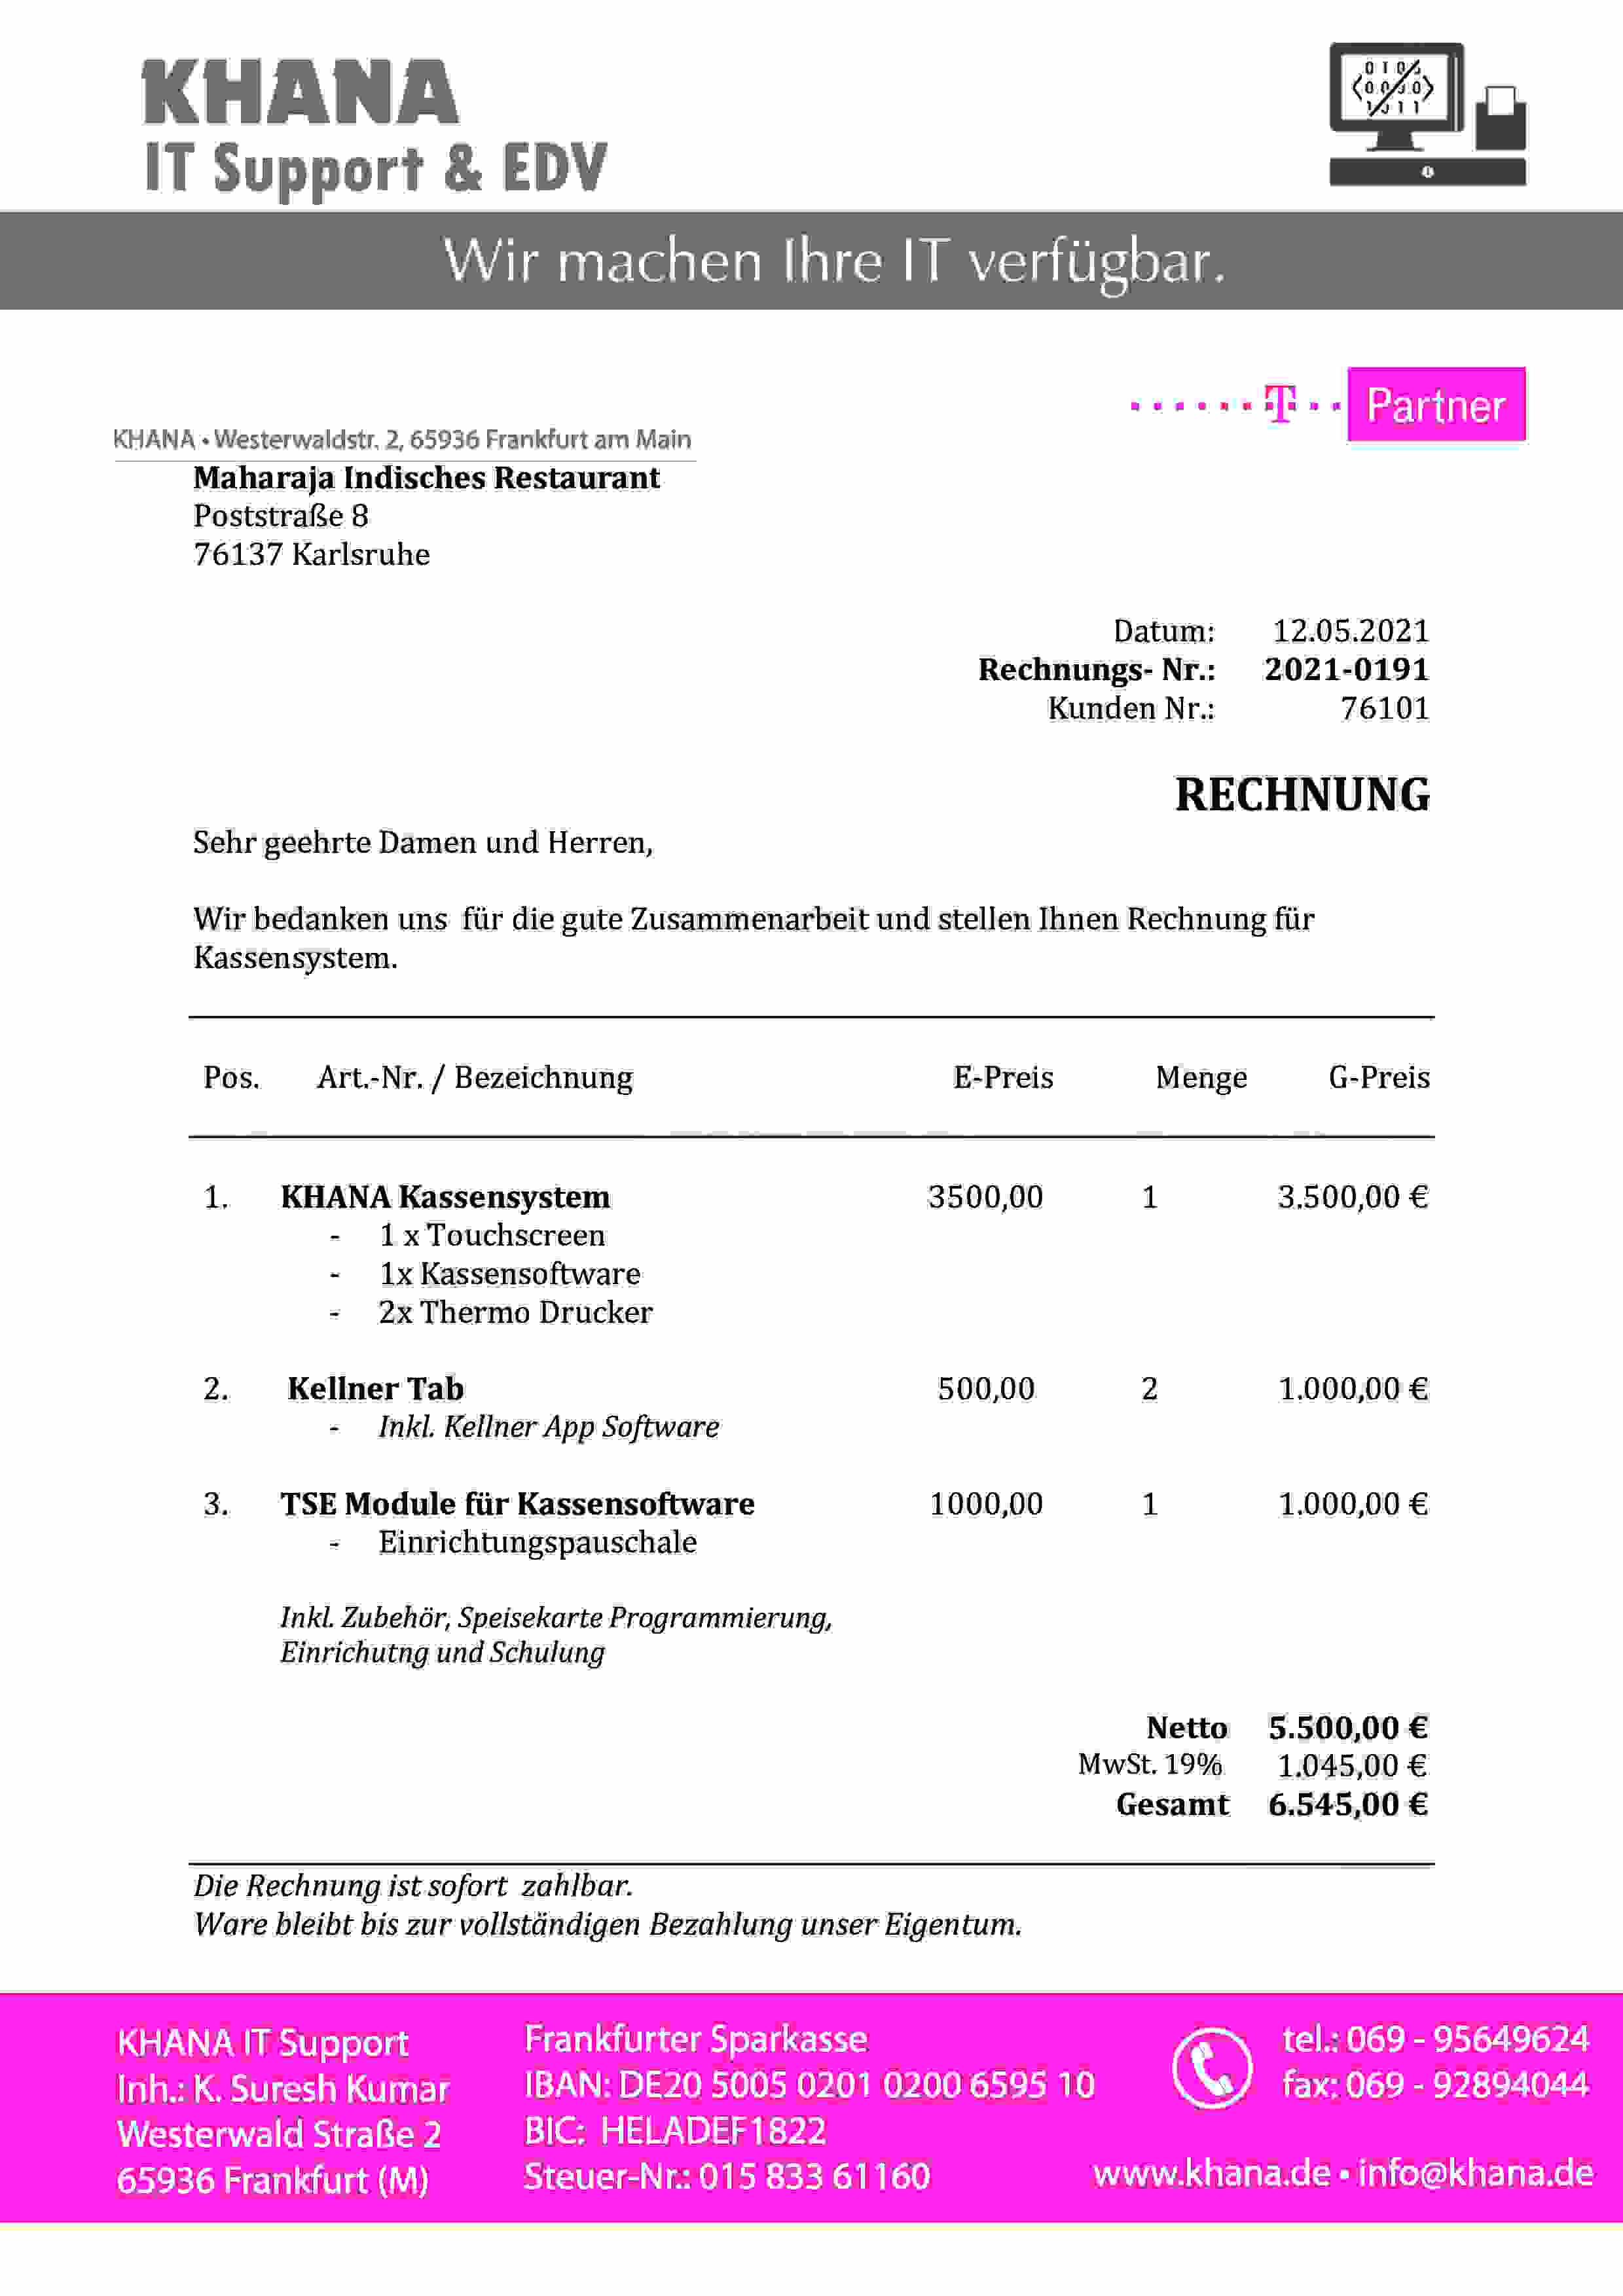 KHANA
IT Support & EDV
0 1 0
1 1
Wir machen Ihre IT verfügbar.
T Partner
KHANA • Westerwaldstr. 2, 65936 Frankfurt am Main
Maharaja Indisches Restaurant
Poststraße 8
76137 Karlsruhe
Datum: 12.05.2021
Rechnungs- Nr.: 2021-0191
Kunden Nr.: 76101
RECHNUNG
Sehr geehrte Damen und Herren,
Wir bedanken uns für die gute Zusammenarbeit und stellen Ihnen Rechnung für
Kassensystem.
Pos. Art.-Nr. / Bezeichnung E-Preis Menge G-Preis
1. KHANA Kassensystem 3500,00 1 3.500,00 €
- 1 x Touchscreen
- 1x Kassensoftware
- 2x Thermo Drucker
2. Kellner Tab 500,00 2 1.000,00 €
- Inkl. Kellner App Software
3. TSE Module für Kassensoftware 1000,00 1 1.000,00 €
- Einrichtungspauschale
Inkl. Zubehör, Speisekarte Programmierung,
Einrichutng und Schulung
Netto 5.500,00 €
MwSt. 19% 1.045,00 €
Gesamt 6.545,00 €
Die Rechnung ist sofort zahlbar.
Ware bleibt bis zur vollständigen Bezahlung unser Eigentum.
KHANA IT Support
Inh.: K. Suresh Kumar
Westerwald Straße 2
65936 Frankfurt (M)
Frankfurter Sparkasse
IBAN: DE20 5005 0201 0200 6595 10
BIC: HELADEF1822
Steuer-Nr.: 015 833 61160
tel.: 069 - 95649624
fax: 069 - 92894044
www.khana.de • info@khana.de